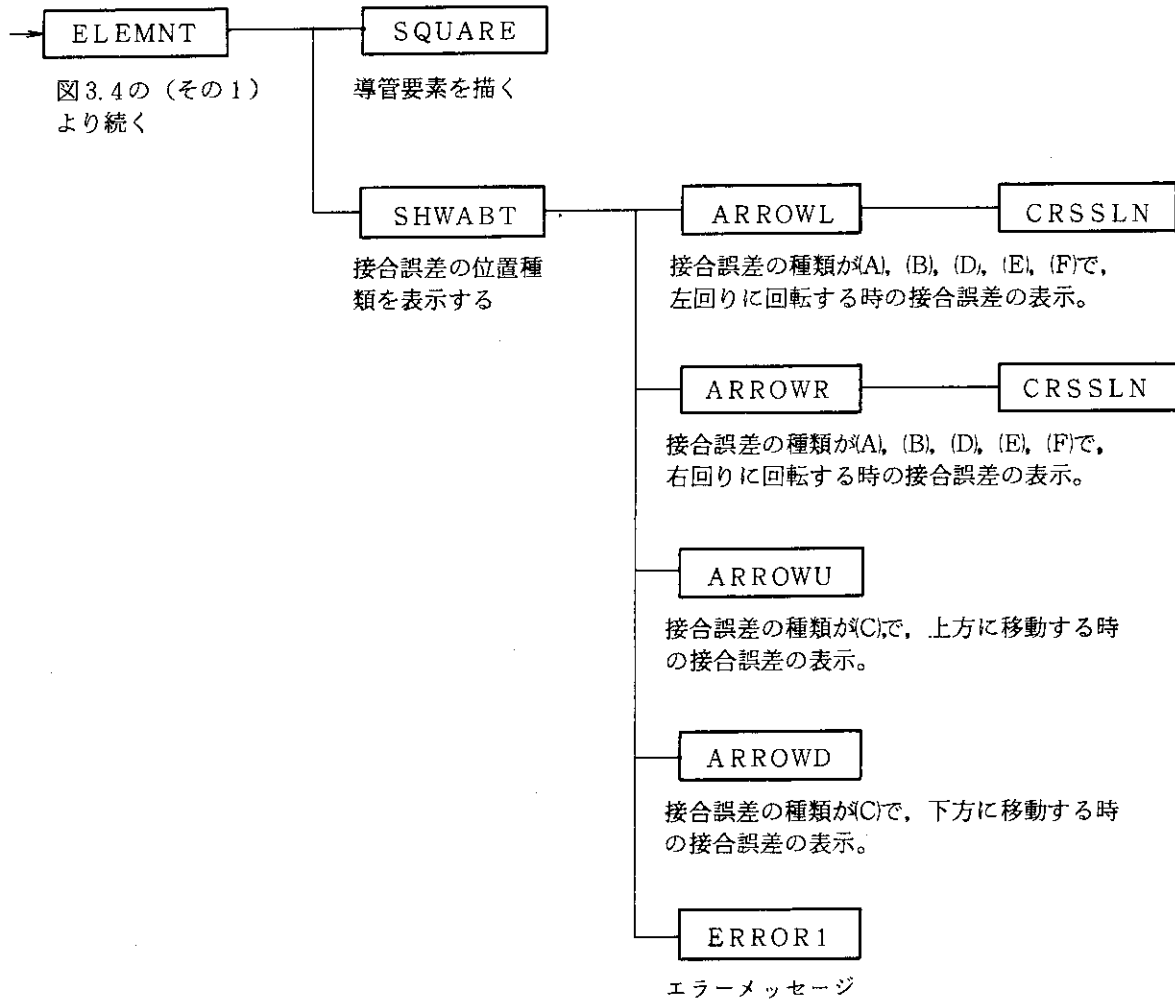 ELEMNT
SQUARE
図3.4の（その1）
より続く
導管要素を描く
SHWABT
接合誤差の位置種
類を表示する
ARROWL
CRSSLN
接合誤差の種類が(A), (B), (D), (E), (F)で,
左回りに回転する時の接合誤差の表示。
ARROWR
CRSSLN
接合誤差の種類が(A), (B), (D), (E), (F)で,
右回りに回転する時の接合誤差の表示。
ARROWU
接合誤差の種類が(C)で, 上方に移動する時
の接合誤差の表示。
ARROWD
接合誤差の種類が(C)で, 下方に移動する時
の接合誤差の表示。
ERROR1
エラーメッセージ